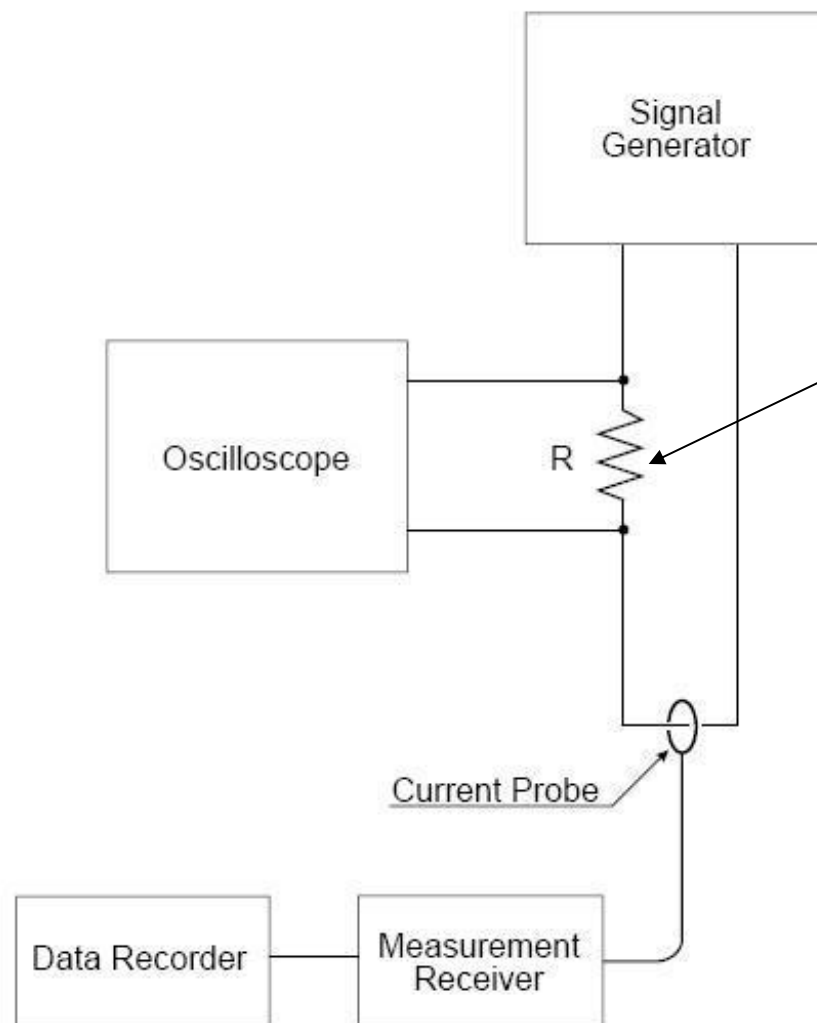 Signal
Generator
Oscilloscope
R
Current Probe
Data Recorder
Measurement
Receiver